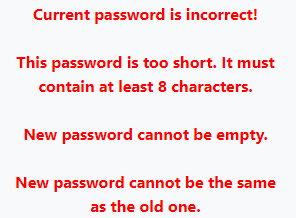 Current password is incorrect!
This password is too short. It must
contain at least 8 characters.
New password cannot be empty.
New password cannot be the same
as the old one.